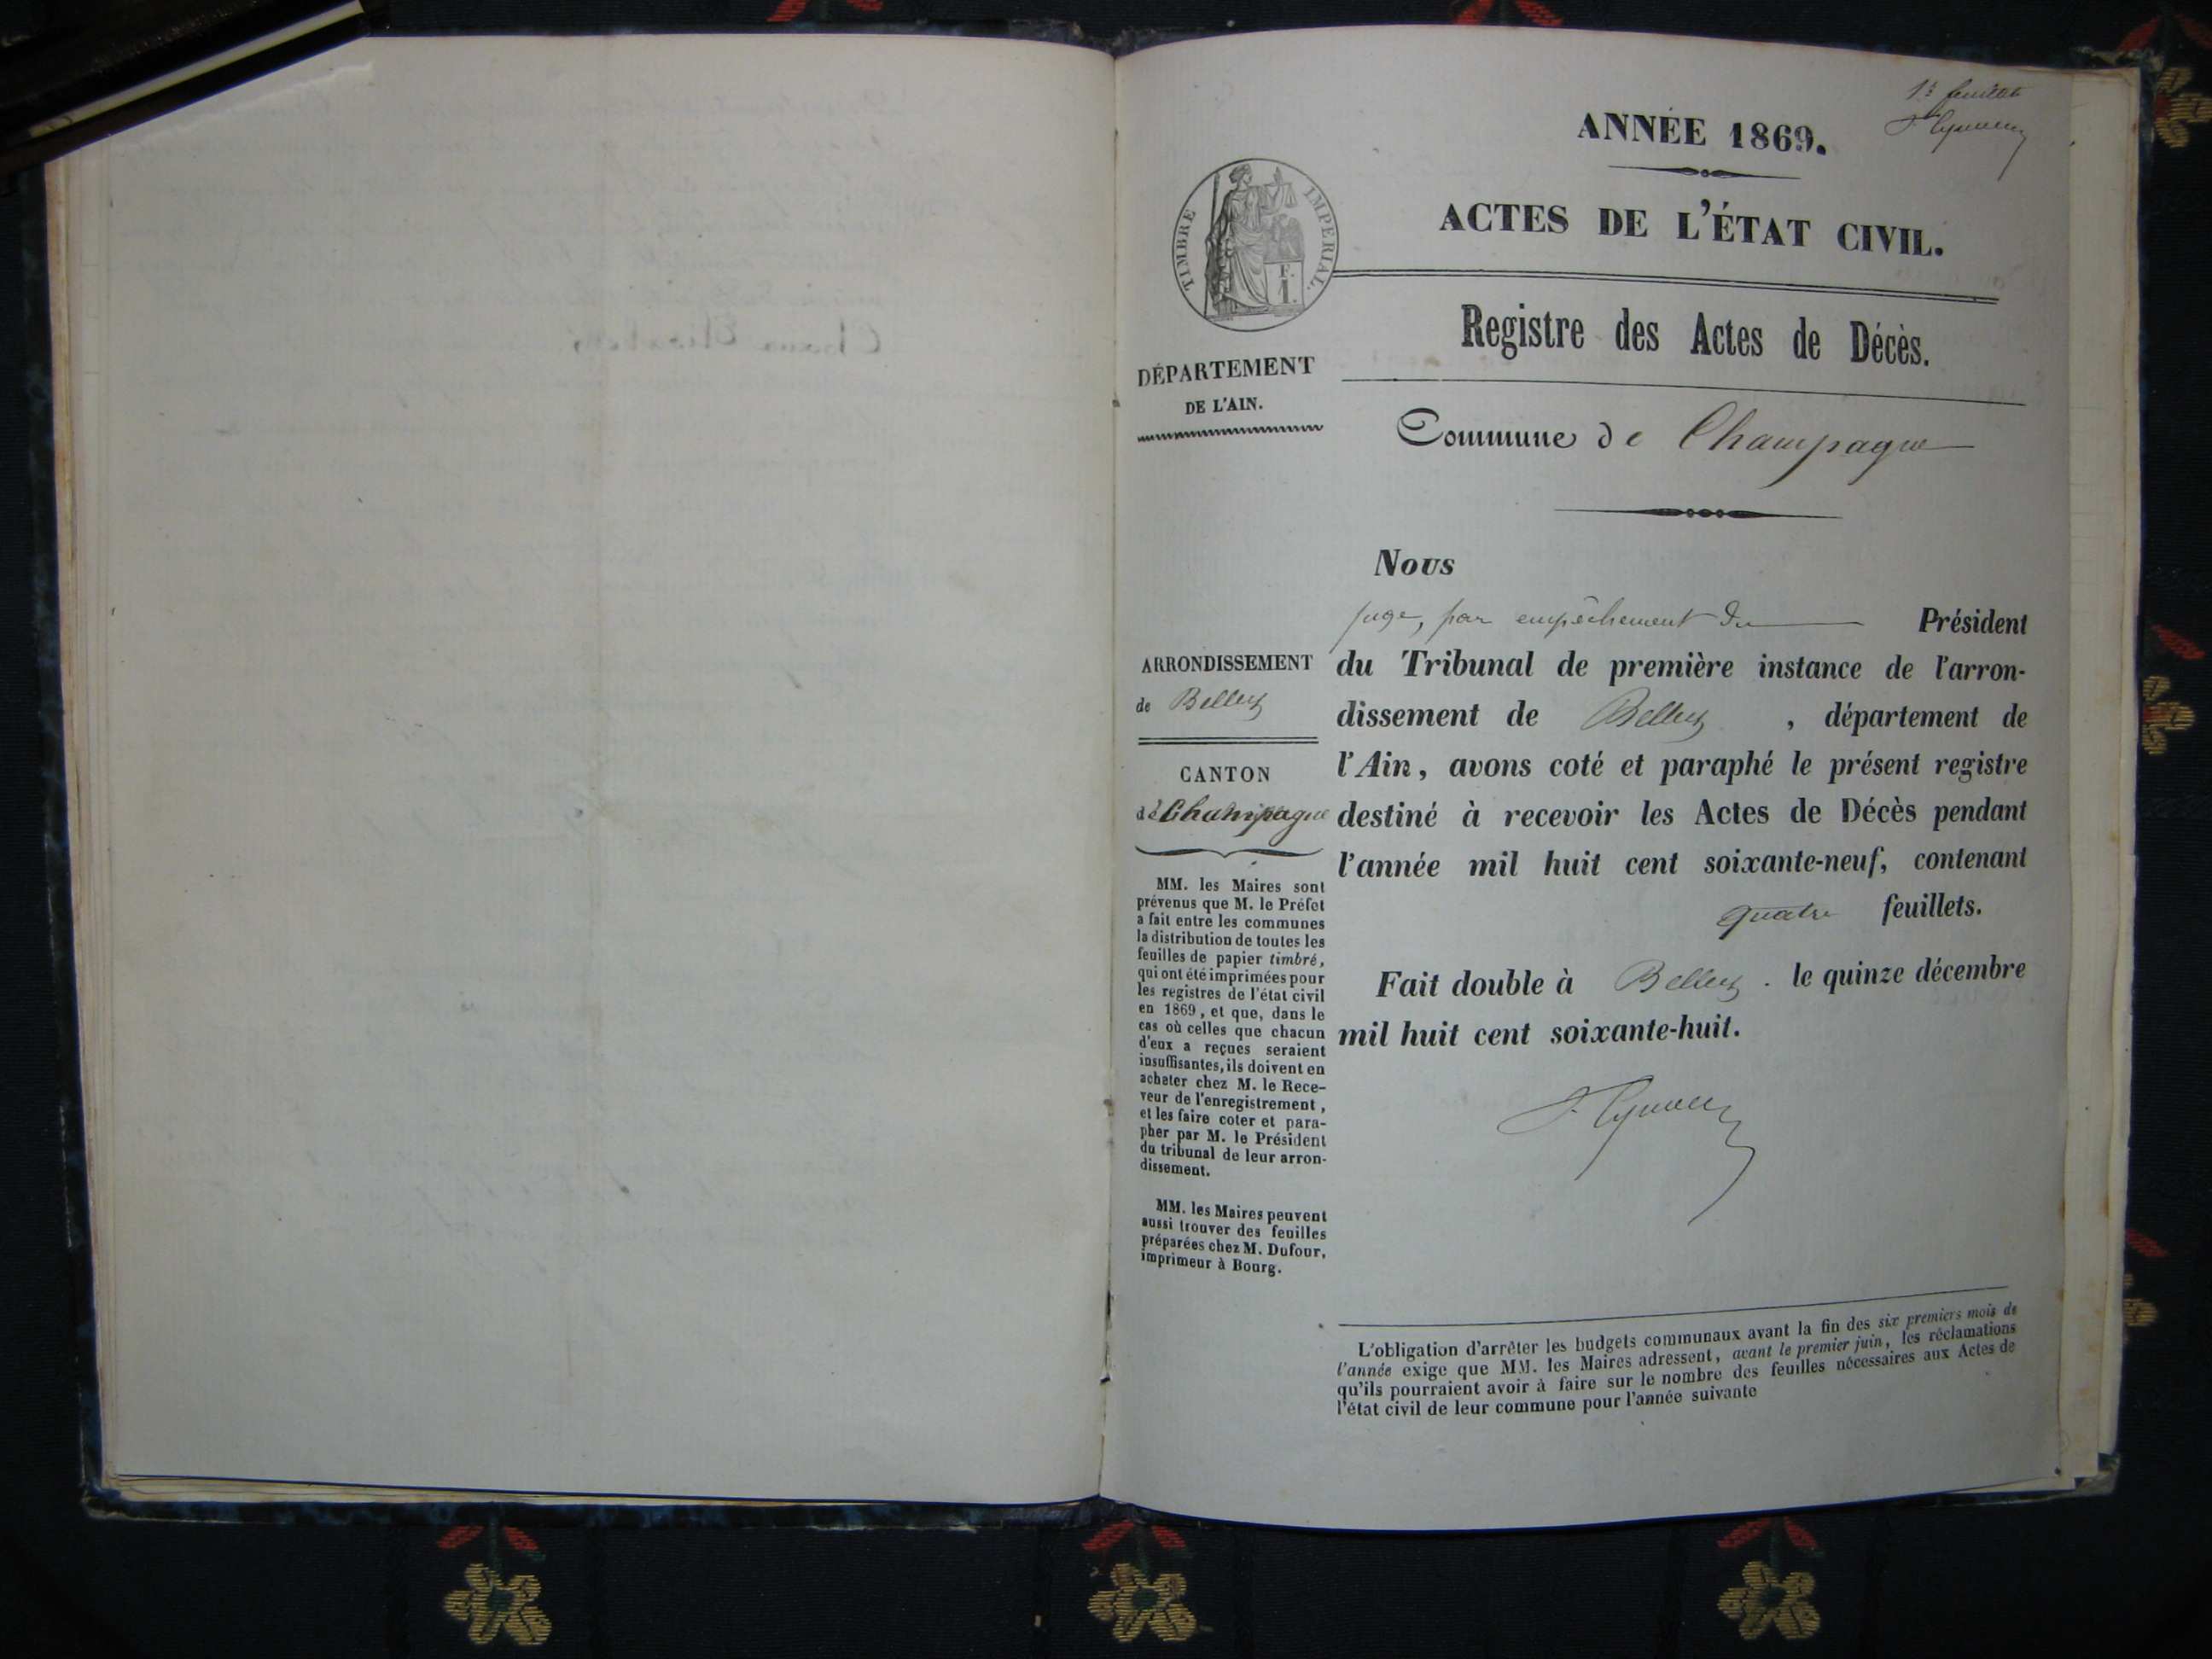 1er feuillet
ANNÉE 1869.
ACTES DE L'ÉTAT CIVIL.
TIMBRE IMPERIAL.
F.
1.
Registre des Actes de Décès.
DÉPARTEMENT
DE L'AIN.
Commune de Champagne
Nous
juge, par empêchement du Président
du Tribunal de première instance de l'arron-
dissement de Belley , département de
l'Ain, avons coté et paraphé le présent registre
destiné à recevoir les Actes de Décès pendant
l'année mil huit cent soixante-neuf, contenant
quatre feuillets.
Fait double à Belley . le quinze décembre
mil huit cent soixante-huit.
ARRONDISSEMENT
de Belley
CANTON
de Champagne
MM. les Maires sont
prévenus que M. le Préfet
a fait entre les communes
la distribution de toutes les
feuilles de papier timbré,
qui ont été imprimées pour
les registres de l'état civil
en 1869, et que, dans le
cas où celles que chacun
d'eux a reçues seraient
insuffisantes, ils doivent en
acheter chez M. le Rece-
veur de l'enregistrement,
et les faire coter et para-
pher par M. le Président
du tribunal de leur arron-
dissement.
MM. les Maires peuvent
aussi trouver des feuilles
préparées chez M. Dufour,
imprimeur à Bourg.
L'obligation d'arrêter les budgets communaux avant la fin des six premiers mois de
l'année exige que MM. les Maires adressent, avant le premier juin, les réclamations
qu'ils pourraient avoir à faire sur le nombre des feuilles nécessaires aux Actes de
l'état civil de leur commune pour l'année suivante